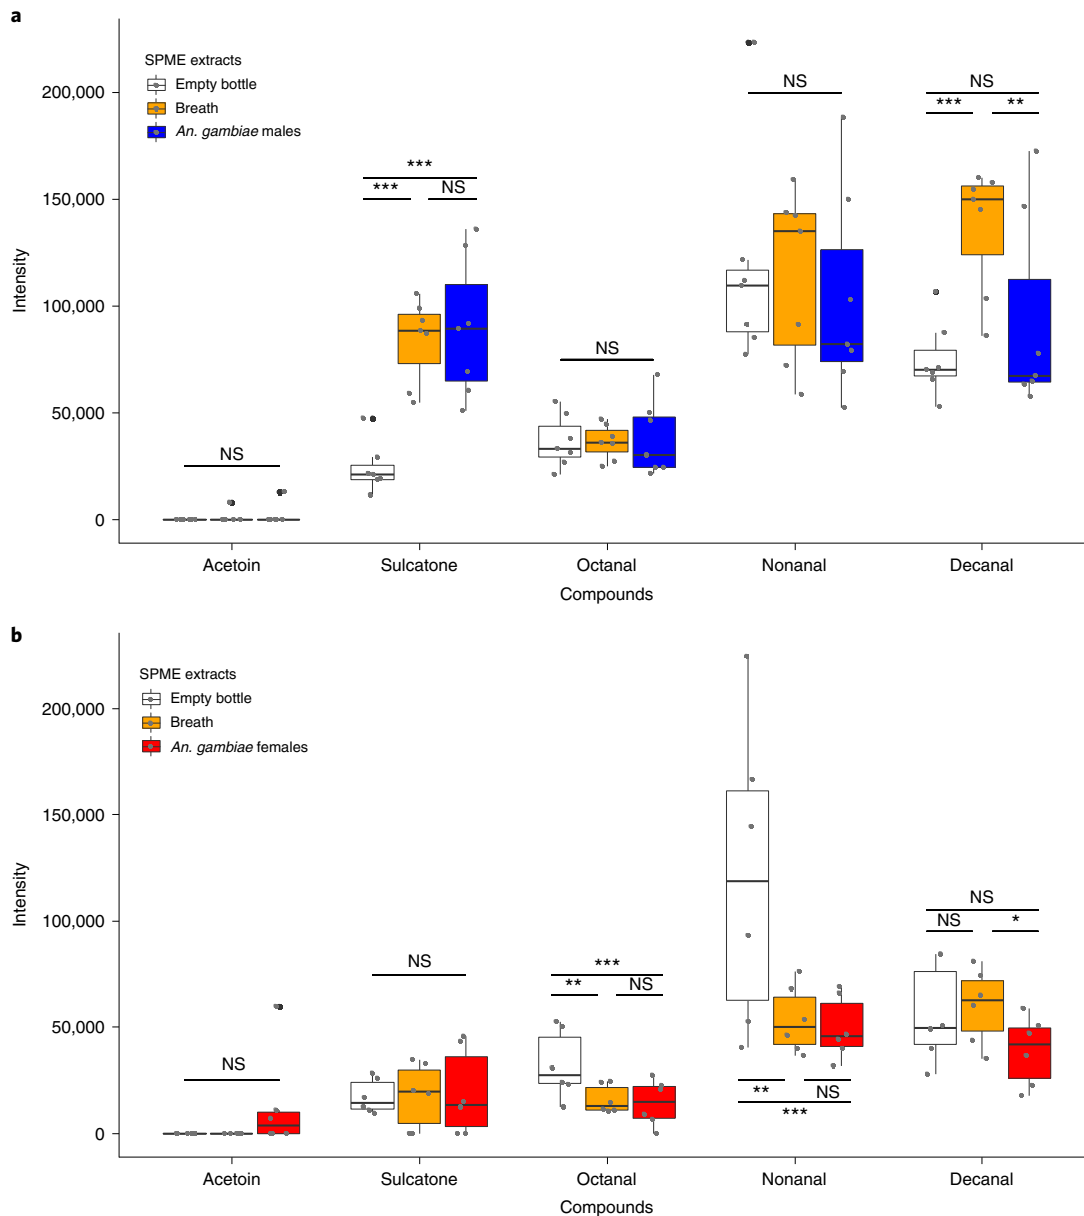 a
SPME extracts
Empty bottle
Breath
An. gambiae males
Intensity
200,000
150,000
100,000
50,000
0
NS
***
***
NS
NS
NS
NS
***
**
Acetoin
Sulcatone
Octanal
Nonanal
Decanal
Compounds
b
SPME extracts
Empty bottle
Breath
An. gambiae females
Intensity
200,000
150,000
100,000
50,000
0
NS
NS
***
**
NS
**
NS
***
NS
NS
*
Acetoin
Sulcatone
Octanal
Nonanal
Decanal
Compounds